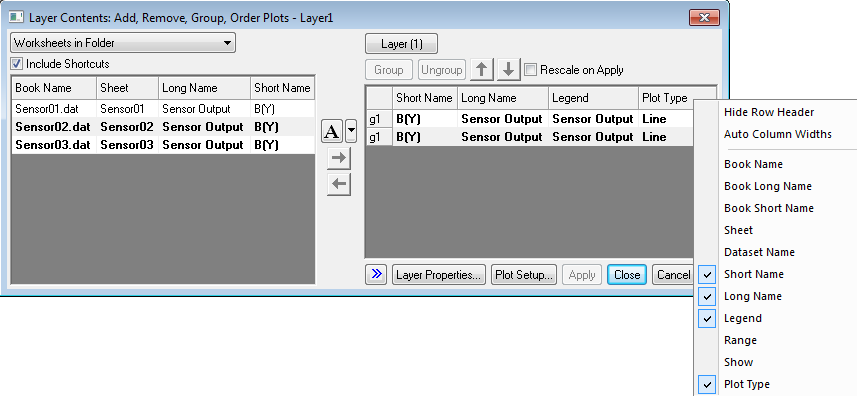 Layer Contents: Add, Remove, Group, Order Plots - Layer1
Worksheets in Folder
Include Shortcuts
Book Name Sheet Long Name Short Name
Sensor01.dat Sensor01 Sensor Output B(Y)
Sensor02.dat Sensor02 Sensor Output B(Y)
Sensor03.dat Sensor03 Sensor Output B(Y)
A
Layer (1)
Group Ungroup Rescale on Apply
Short Name Long Name Legend Plot Type
g1 B(Y) Sensor Output Sensor Output Line
g1 B(Y) Sensor Output Sensor Output Line
Layer Properties... Plot Setup... Apply Close Cancel
Hide Row Header
Auto Column Widths
Book Name
Book Long Name
Book Short Name
Sheet
Dataset Name
Short Name
Long Name
Legend
Range
Show
Plot Type